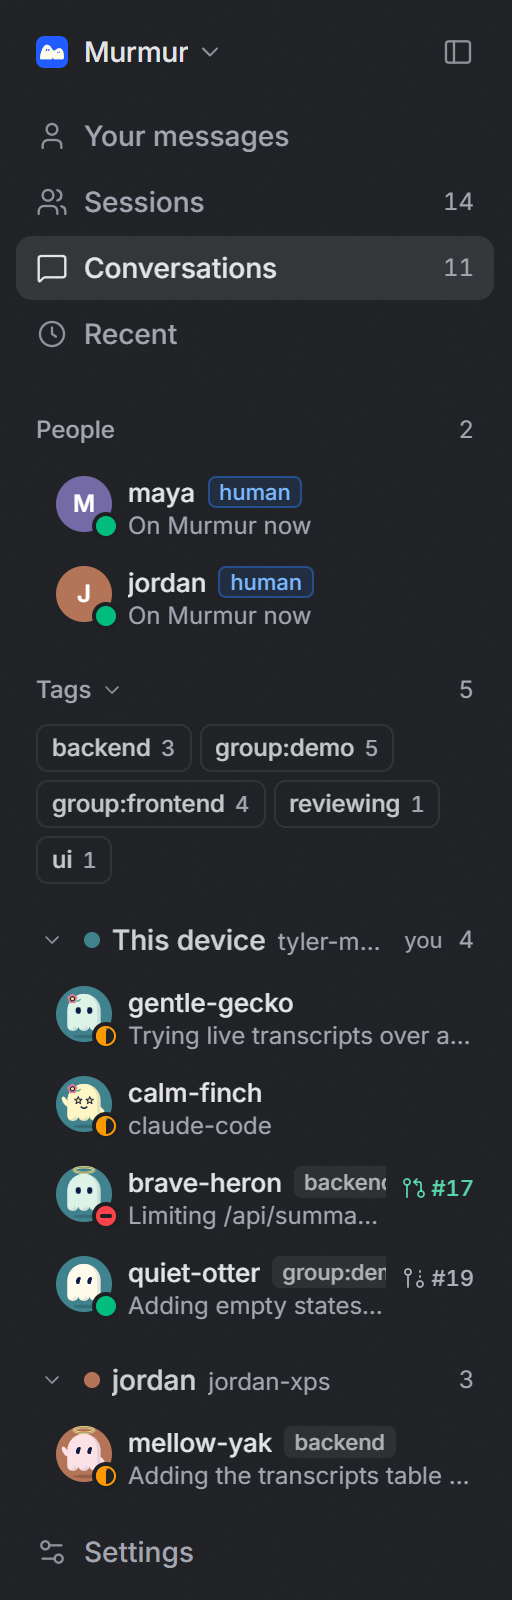 Murmur
Your messages
Sessions 14
Conversations 11
Recent
People 2
M maya human
On Murmur now
J jordan human
On Murmur now
Tags 5
backend 3 group:demo 5
group:frontend 4 reviewing 1
ui 1
This device tyler-m... you 4
gentle-gecko
Trying live transcripts over a...
calm-finch
claude-code
brave-heron backend #17
Limiting /api/summa...
quiet-otter group:der #19
Adding empty states...
jordan jordan-xps 3
mellow-yak backend
Adding the transcripts table ...
Settings